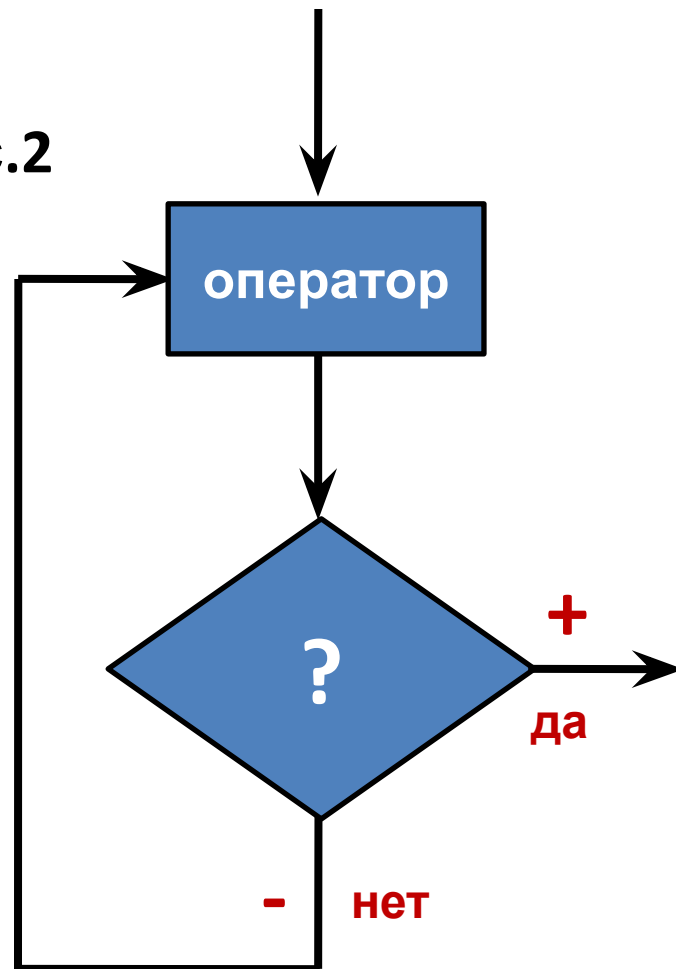 с.2
оператор
?
+
да
- нет